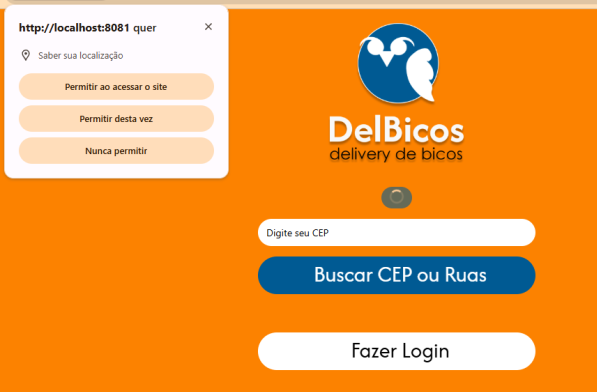 http://localhost:8081 quer
Saber sua localização
Permitir ao acessar o site
Permitir desta vez
Nunca permitir
DelBicos
delivery de bicos
Digite seu CEP
Buscar CEP ou Ruas
Fazer Login